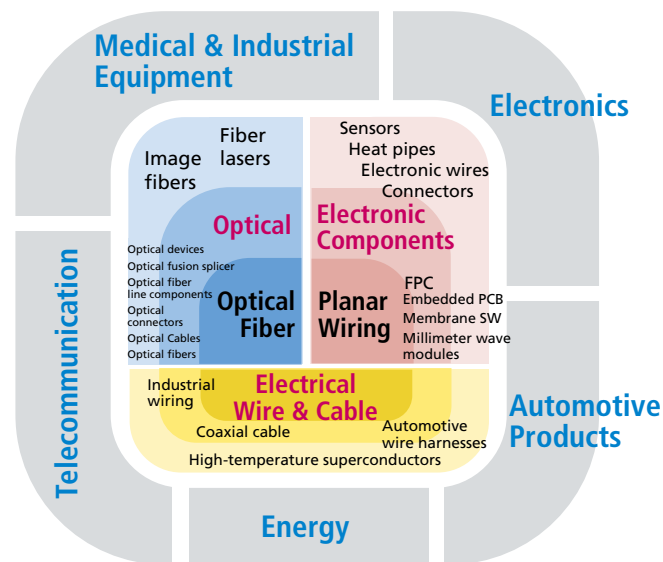 Medical & Industrial
Equipment
Electronics
Fiber
lasers
Image
fibers
Sensors
Heat pipes
Electronic wires
Connectors
Optical
Electronic
Components
Optical devices
Optical fusion splicer
Optical fiber
line components
Optical
connectors
Optical Cables
Optical fibers
Optical
Fiber
Planar
Wiring
FPC
Embedded PCB
Membrane SW
Millimeter wave
modules
Telecommunication
Industrial
wiring
Electrical
Wire & Cable
Coaxial cable
Automotive
wire harnesses
High-temperature superconductors
Automotive
Products
Energy